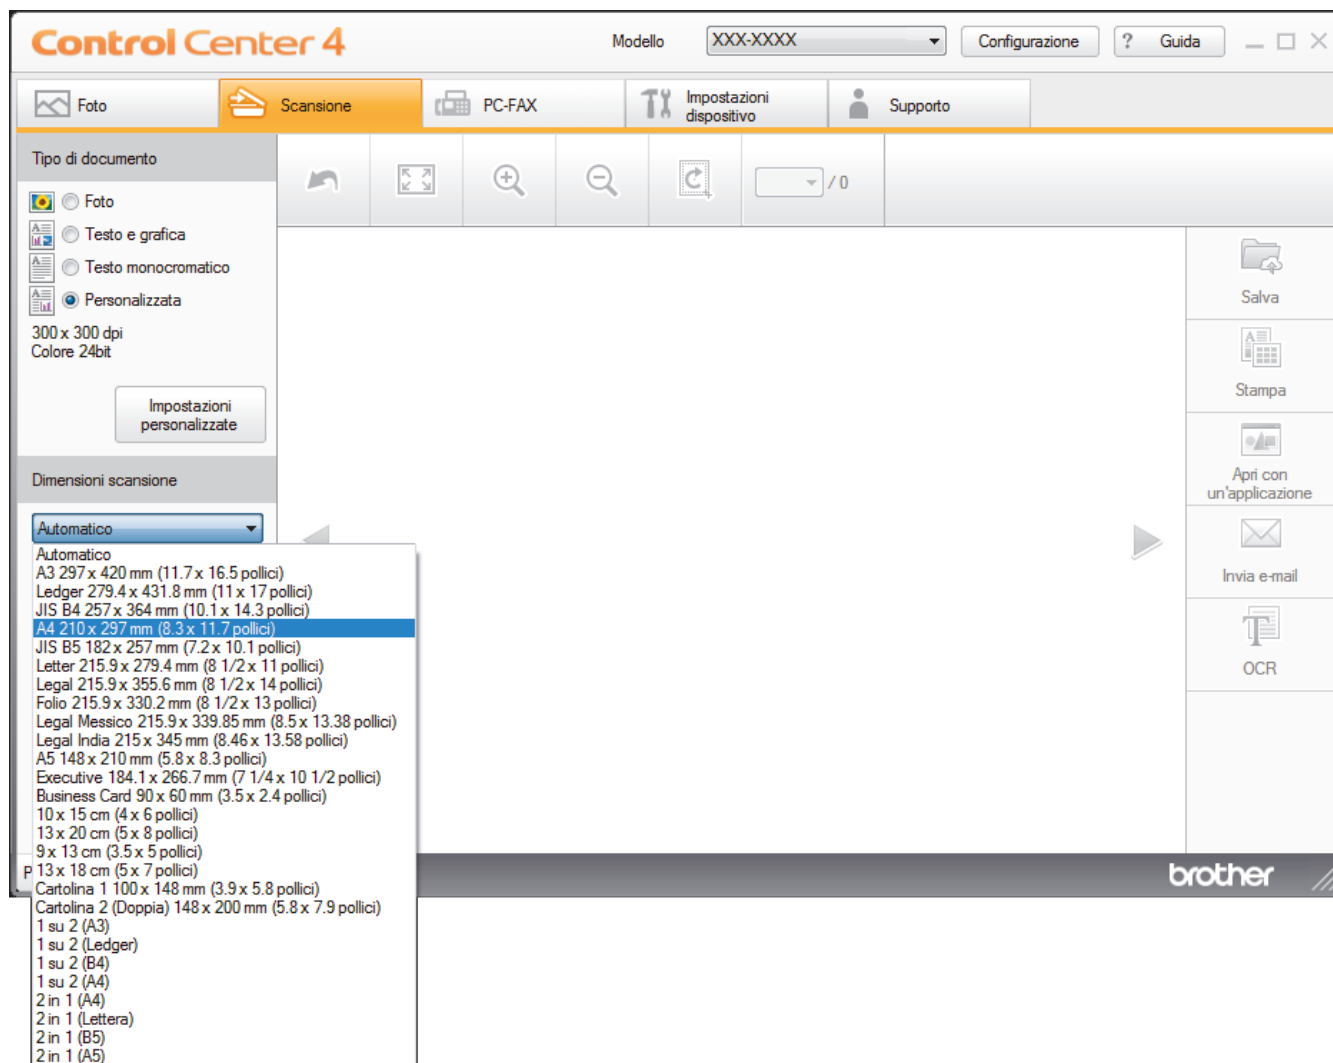 Control Center 4
Modello
XXX-XXXX
Configurazione
? Guida
Foto
Scansione
PC-FAX
Impostazioni
dispositivo
Supporto
Tipo di documento
/ 0
Foto
Testo e grafica
Testo monocromatico
Personalizzata
300 x 300 dpi
Colore 24bit
Impostazioni
personalizzate
Dimensioni scansione
Automatico
Automatico
A3 297 x 420 mm (11.7 x 16.5 pollici)
Ledger 279.4 x 431.8 mm (11 x 17 pollici)
JIS B4 257 x 364 mm (10.1 x 14.3 pollici)
A4 210 x 297 mm (8.3 x 11.7 pollici)
JIS B5 182 x 257 mm (7.2 x 10.1 pollici)
Letter 215.9 x 279.4 mm (8 1/2 x 11 pollici)
Legal 215.9 x 355.6 mm (8 1/2 x 14 pollici)
Folio 215.9 x 330.2 mm (8 1/2 x 13 pollici)
Legal Messico 215.9 x 339.85 mm (8.5 x 13.38 pollici)
Legal India 215 x 345 mm (8.46 x 13.58 pollici)
A5 148 x 210 mm (5.8 x 8.3 pollici)
Executive 184.1 x 266.7 mm (7 1/4 x 10 1/2 pollici)
Business Card 90 x 60 mm (3.5 x 2.4 pollici)
10 x 15 cm (4 x 6 pollici)
13 x 20 cm (5 x 8 pollici)
9 x 13 cm (3.5 x 5 pollici)
13 x 18 cm (5 x 7 pollici)
Cartolina 1 100 x 148 mm (3.9 x 5.8 pollici)
Cartolina 2 (Doppia) 148 x 200 mm (5.8 x 7.9 pollici)
1 su 2 (A3)
1 su 2 (Ledger)
1 su 2 (B4)
1 su 2 (A4)
2 in 1 (A4)
2 in 1 (Lettera)
2 in 1 (B5)
2 in 1 (A5)
Salva
Stampa
Apri con
un'applicazione
Invia e-mail
OCR
brother